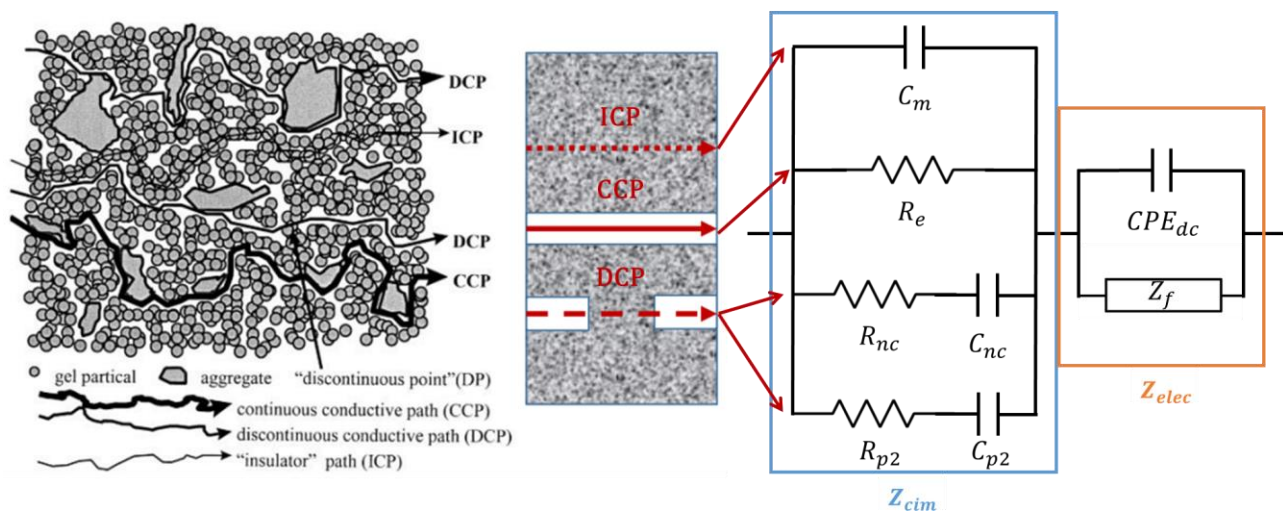 DCP
ICP
DCP
CCP
gel partical aggregate "discontinuous point"(DP)
continuous conductive path (CCP)
discontinuous conductive path (DCP)
"insulator" path (ICP)
ICP
CCP
DCP
C_m
R_e
R_nc C_nc
R_p2 C_p2
Z_cim
CPE_dc
Z_f
Z_elec